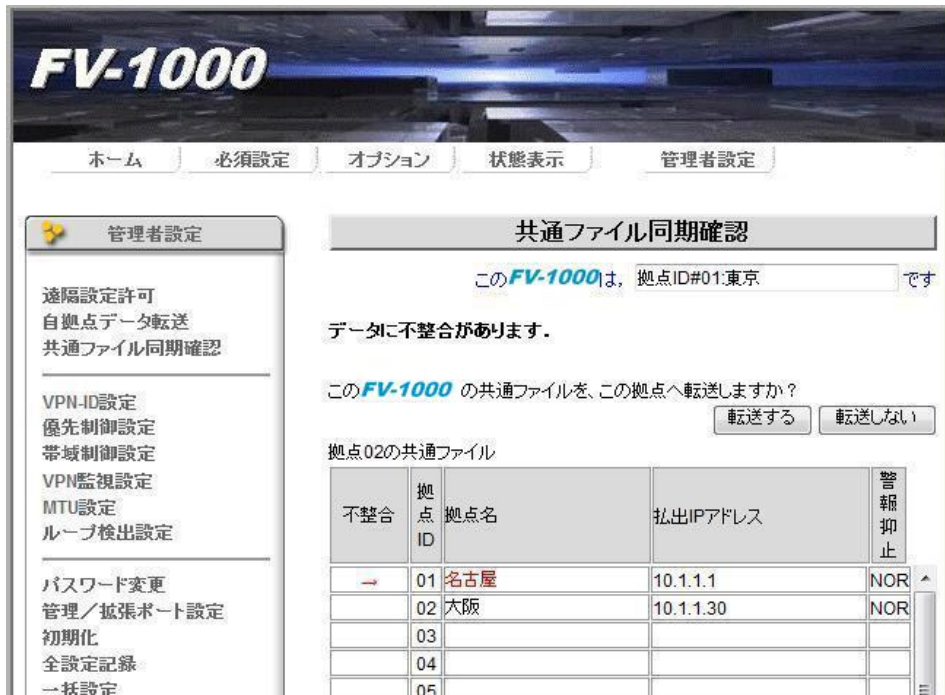 FV-1000
ホーム 必須設定 オプション 状態表示 管理者設定
管理者設定
遠隔設定許可
自拠点データ転送
共通ファイル同期確認
VPN-ID設定
優先制御設定
帯域制御設定
VPN監視設定
MTU設定
ループ検出設定
パスワード変更
管理/拡張ポート設定
初期化
全設定記録
一括設定
共通ファイル同期確認
このFV-1000は, 拠点ID#01:東京 です
データに不整合があります.
このFV-1000 の共通ファイルを、この拠点へ転送しますか?
転送する 転送しない
拠点02の共通ファイル
不整合 拠点ID 拠点名 払出IPアドレス 警報抑止
→ 01 名古屋 10.1.1.1 NOR
02 大阪 10.1.1.30 NOR
03
04
05